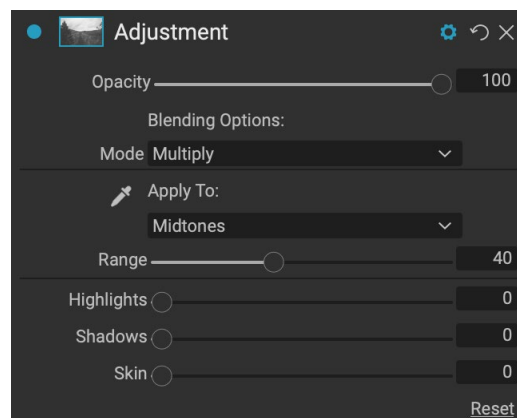 Adjustment
Opacity 100
Blending Options:
Mode Multiply
Apply To:
Midtones
Range 40
Highlights 0
Shadows 0
Skin 0
Reset